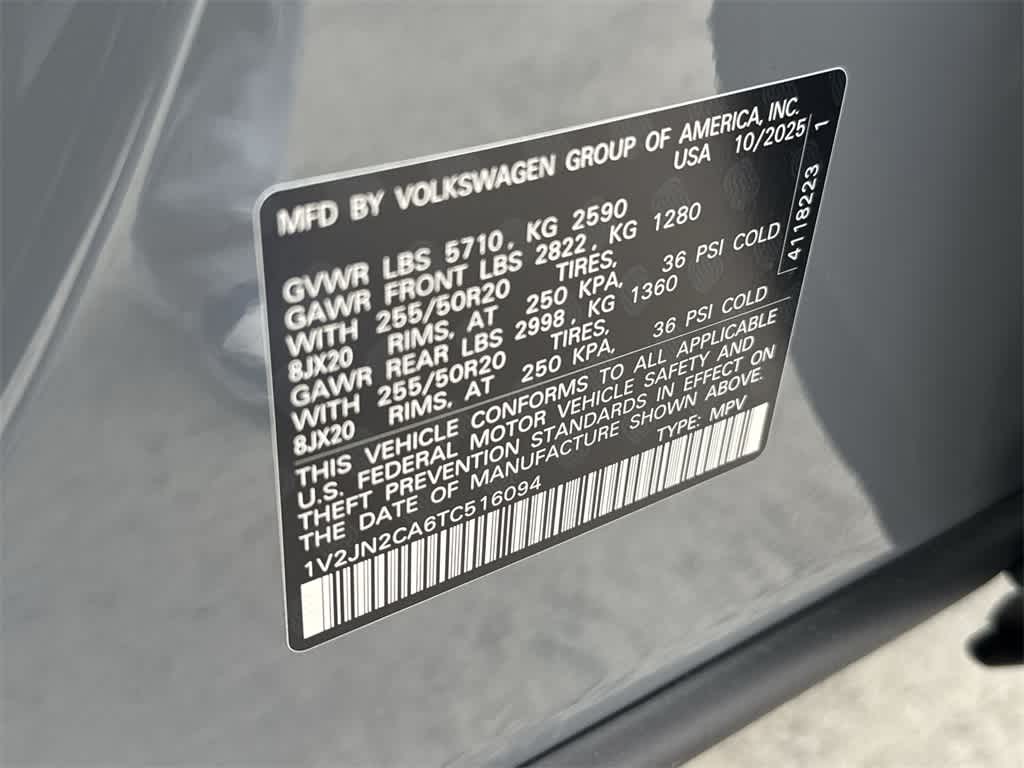 MFD BY VOLKSWAGEN GROUP OF AMERICA, INC.
USA 10/2025
GVWR LBS 5710, KG 2590
GAWR FRONT LBS 2822, KG 1280
WITH 255/50R20 TIRES,
8JX20 RIMS, AT 250 KPA, 36 PSI COLD
GAWR REAR LBS 2998, KG 1360
WITH 255/50R20 TIRES,
8JX20 RIMS, AT 250 KPA, 36 PSI COLD
THIS VEHICLE CONFORMS TO ALL APPLICABLE
U.S. FEDERAL MOTOR VEHICLE SAFETY AND
THEFT PREVENTION STANDARDS IN EFFECT ON
THE DATE OF MANUFACTURE SHOWN ABOVE.
1V2JN2CA6TC516094 TYPE: MPV
4118223 1